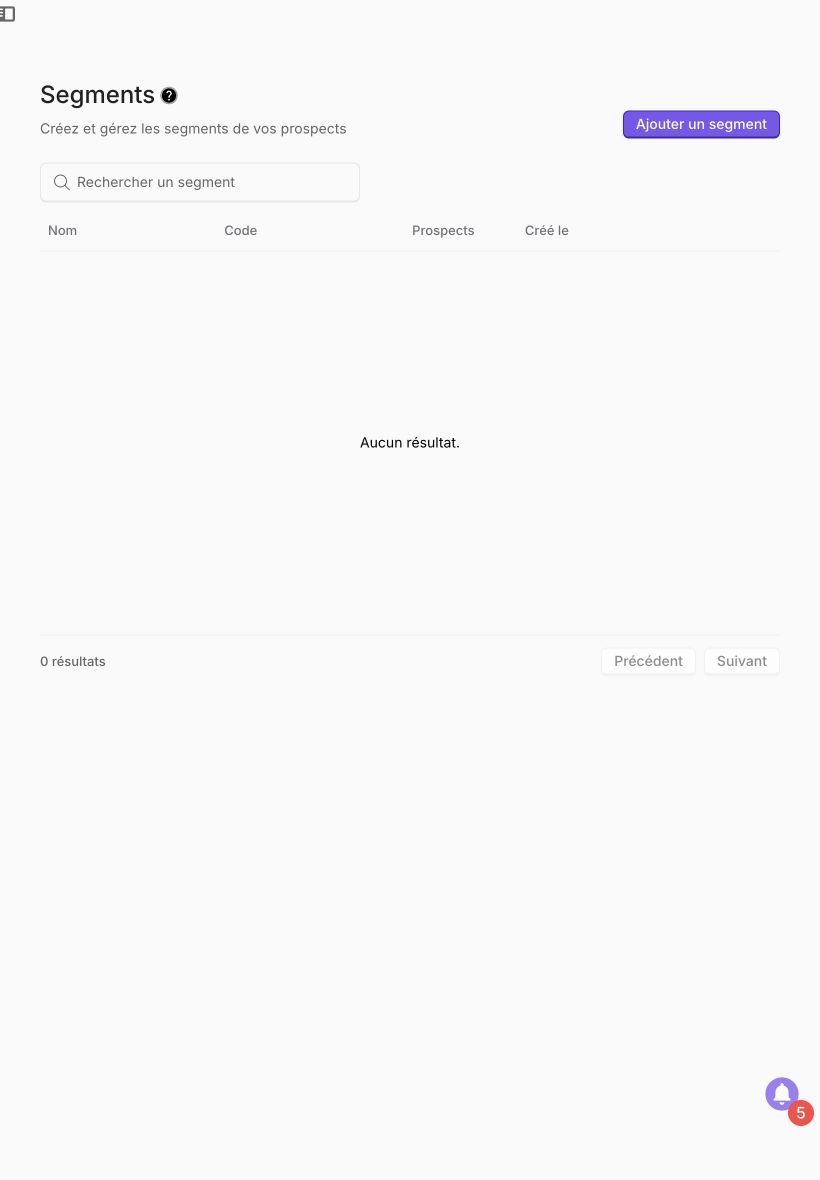 Segments ?
Créez et gérez les segments de vos prospects
Ajouter un segment
Rechercher un segment
Nom Code Prospects Créé le
Aucun résultat.
0 résultats
Précédent Suivant
5